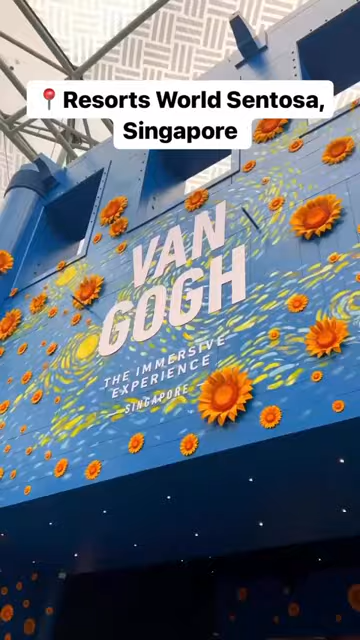 📍Resorts World Sentosa,
Singapore
VAN
GOGH
THE IMMERSIVE
EXPERIENCE
SINGAPORE